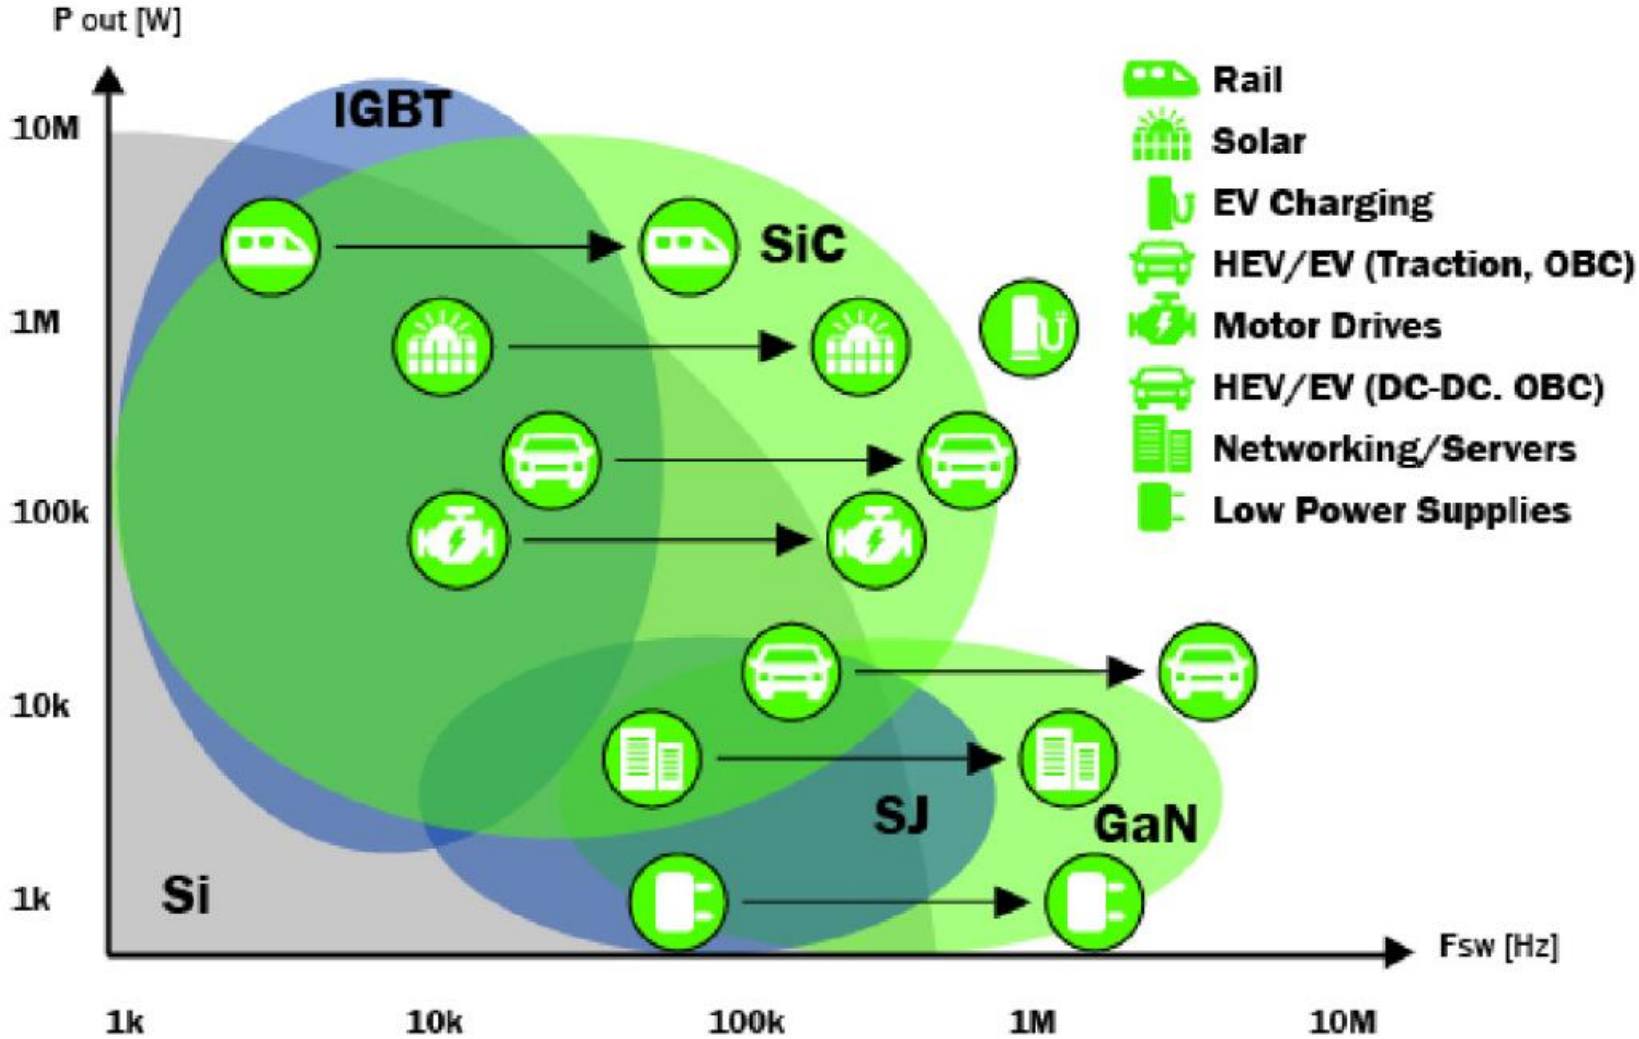 P out [W]
10M
1M
100k
10k
1k
IGBT
SiC
SJ
GaN
Si
Rail
Solar
EV Charging
HEV/EV (Traction, OBC)
Motor Drives
HEV/EV (DC-DC. OBC)
Networking/Servers
Low Power Supplies
Fsw [Hz]
1k
10k
100k
1M
10M